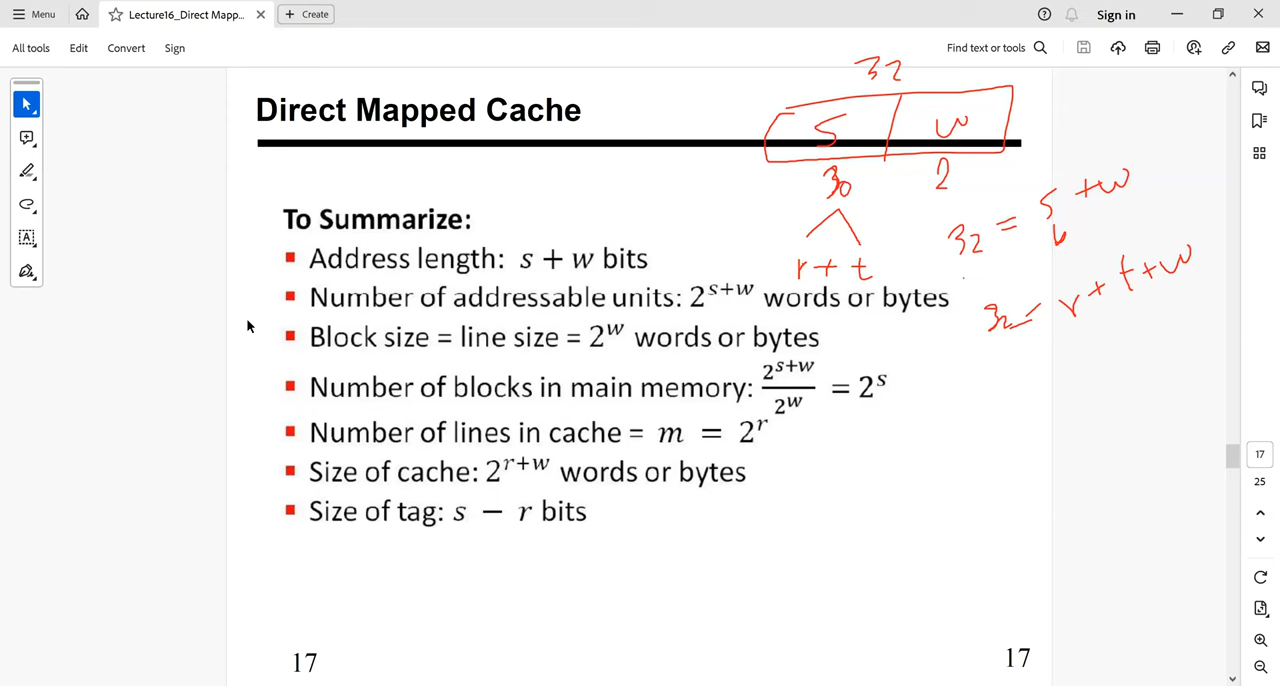 Menu Lecture16_Direct Mapp... Create Sign in
All tools Edit Convert Sign Find text or tools
Direct Mapped Cache
32
S w
30 2
r + t
32 = S + w
32 = r + t + w
To Summarize:
▪ Address length: s + w bits
▪ Number of addressable units: 2^{s+w} words or bytes
▪ Block size = line size = 2^w words or bytes
▪ Number of blocks in main memory: 2^{s+w}/2^w = 2^s
▪ Number of lines in cache = m = 2^r
▪ Size of cache: 2^{r+w} words or bytes
▪ Size of tag: s − r bits
17 17
17
25